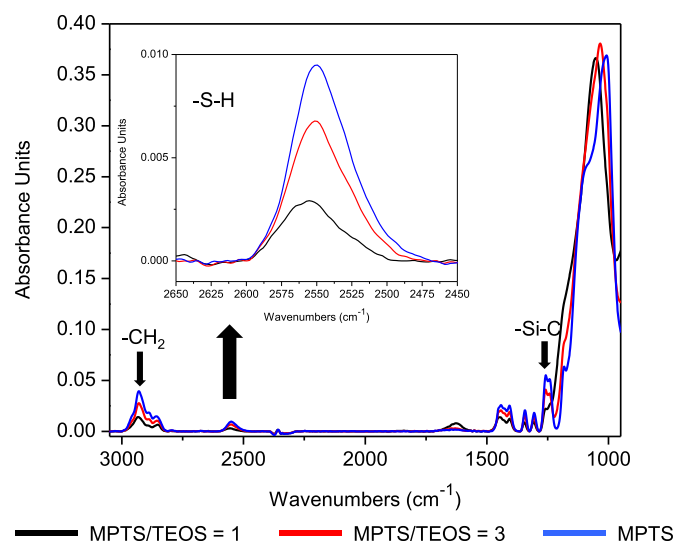 0.40
0.35
0.30
0.25
0.20
0.15
0.10
0.05
0.00
Absorbance Units
0.010
0.005
0.000
Absorbance Units
-S-H
2650 2625 2600 2575 2550 2525 2500 2475 2450
Wavenumbers (cm⁻¹)
-CH₂
-Si-C
3000 2500 2000 1500 1000
Wavenumbers (cm⁻¹)
MPTS/TEOS = 1 MPTS/TEOS = 3 MPTS